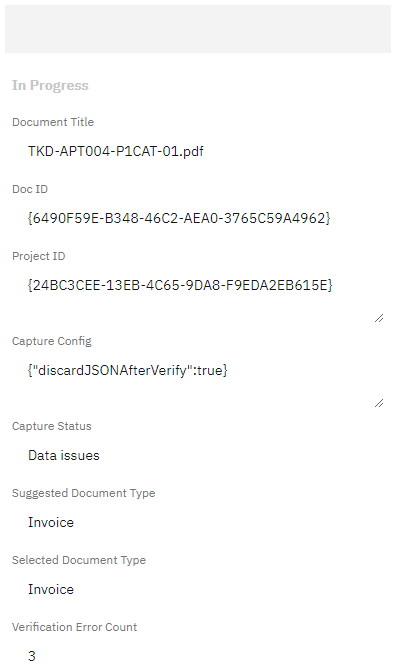 In Progress
Document Title
TKD-APT004-P1CAT-01.pdf
Doc ID
{6490F59E-B348-46C2-AEA0-3765C59A4962}
Project ID
{24BC3CEE-13EB-4C65-9DA8-F9EDA2EB615E}
Capture Config
{"discardJSONAfterVerify":true}
Capture Status
Data issues
Suggested Document Type
Invoice
Selected Document Type
Invoice
Verification Error Count
3